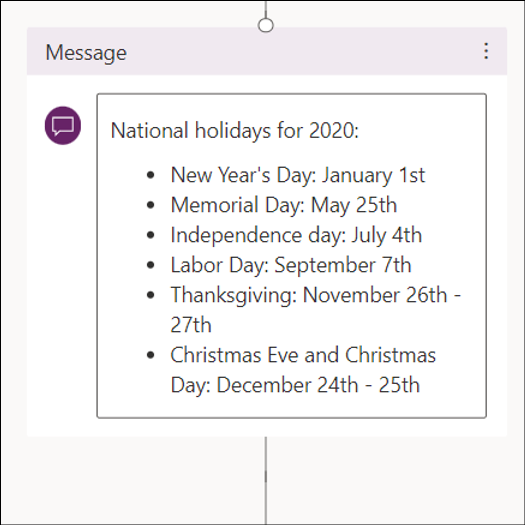 Message
National holidays for 2020:
• New Year's Day: January 1st
• Memorial Day: May 25th
• Independence day: July 4th
• Labor Day: September 7th
• Thanksgiving: November 26th -
27th
• Christmas Eve and Christmas
Day: December 24th - 25th